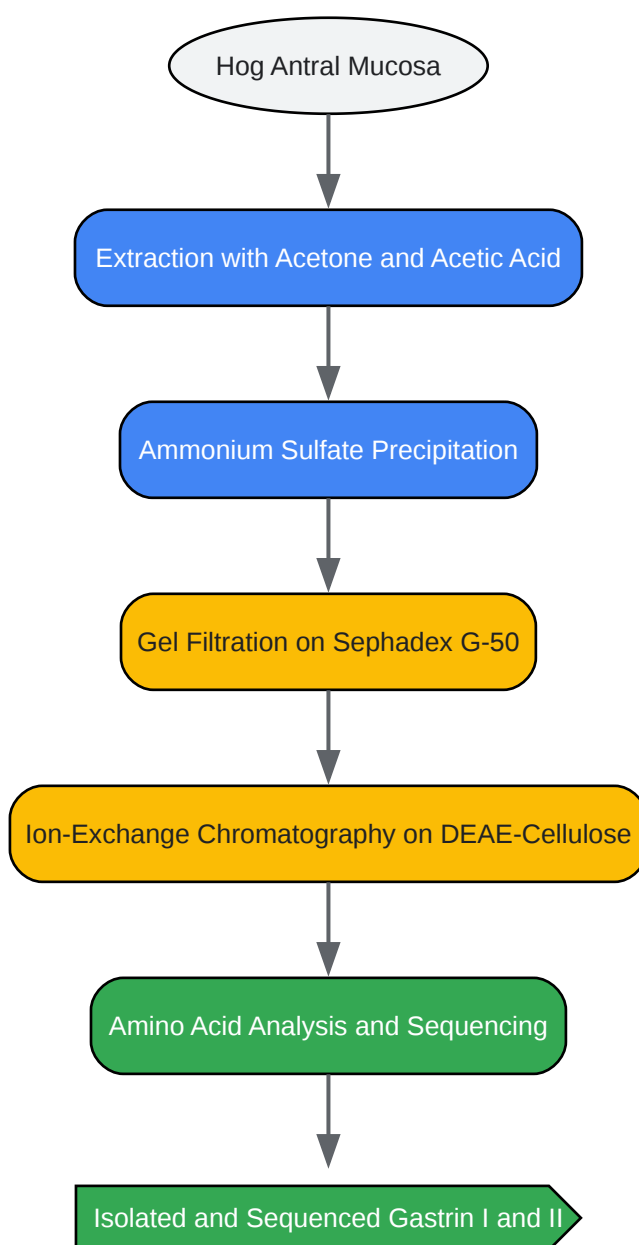 Hog Antral Mucosa
Extraction with Acetone and Acetic Acid
Ammonium Sulfate Precipitation
Gel Filtration on Sephadex G-50
Ion-Exchange Chromatography on DEAE-Cellulose
Amino Acid Analysis and Sequencing
Isolated and Sequenced Gastrin I and II